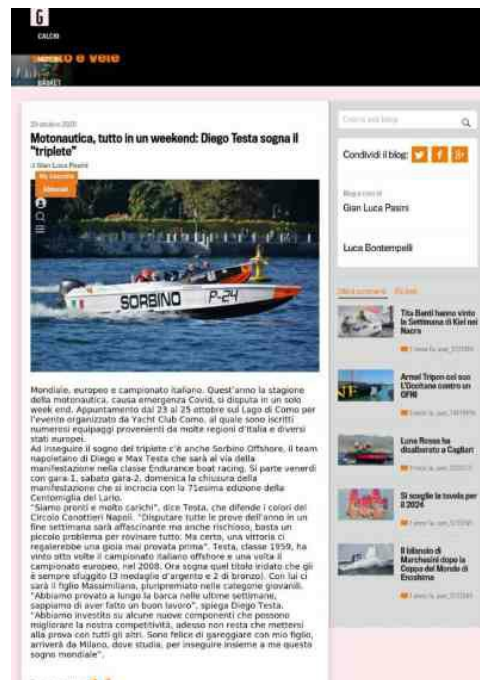 G
CALCIO
o e vele
BASKET
Motonautica, tutto in un weekend: Diego Testa sogna il
"triplete"
di Gian Luca Pasini
SORBINO
P-24
Mondiale, europeo e campionato italiano. Quest'anno la stagione
della motonautica, causa emergenza Covid, si disputa in un solo
week end. Appuntamento dal 23 al 25 ottobre sul Lago di Como per
l'evento organizzato da Yacht Club Como, al quale sono iscritti
numerosi equipaggi provenienti da molte regioni d'Italia e diversi
stati europei.
Ad inseguire il sogno del triplete c'è anche Sorbino Offshore, il team
napoletano di Diego e Max Testa che sarà al via della
manifestazione nella classe Endurance boat racing. Si parte venerdì
con gara-1, sabato gara-2, domenica la chiusura della
manifestazione che si incrocia con la 71esima edizione della
Centomiglia del Lario.
"Siamo pronti e molto carichi", dice Testa, che difende i colori del
Circolo Canottieri Napoli. "Disputare tutte le prove dell'anno in un
fine settimana sarà affascinante ma anche rischioso, basta un
piccolo problema per rovinare tutto. Ma certo, una vittoria ci
regalerebbe una gioia mai provata prima". Testa, classe 1959, ha
vinto otto volte il campionato italiano offshore e una volta il
campionato europeo, nel 2008. Ora sogna quel titolo iridato che gli
è sempre sfuggito (3 medaglie d'argento e 2 di bronzo). Con lui ci
sarà il figlio Massimiliano, pluripremiato nelle categorie giovanili.
"Abbiamo provato a lungo la barca nelle ultime settimane,
sappiamo di aver fatto un buon lavoro", spiega Diego Testa.
"Abbiamo investito su alcune nuove componenti che possono
migliorare la nostra competitività, adesso non resta che mettersi
alla prova con tutti gli altri. Sono felice di gareggiare con mio figlio,
arriverà da Milano, dove studia, per inseguire insieme a me questo
sogno mondiale".
Condividi il blog:
Gian Luca Pasini
Luca Bontempelli
Tita Banti hanno vinto
la Settimana di Kiel nei
Nacra
Armel Tripon col suo
L'Occitane contro un
OFNI
Luna Rossa ha
disalberato a Cagliari
Si sceglie la tavola per
il 2024
Il bilancio di
Marchesini dopo la
Coppa del Mondo di
Enoshima